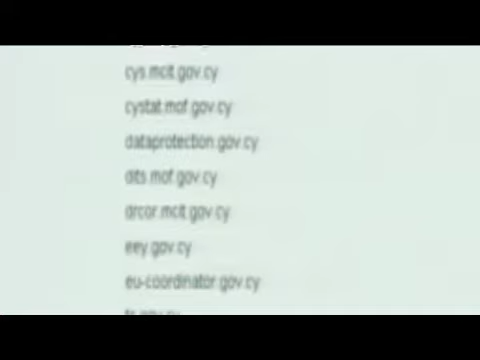 cys.mcit.gov.cy
cystat.mof.gov.cy
dataprotection.gov.cy
dits.mof.gov.cy
drcor.mcit.gov.cy
eey.gov.cy
eu-coordinator.gov.cy